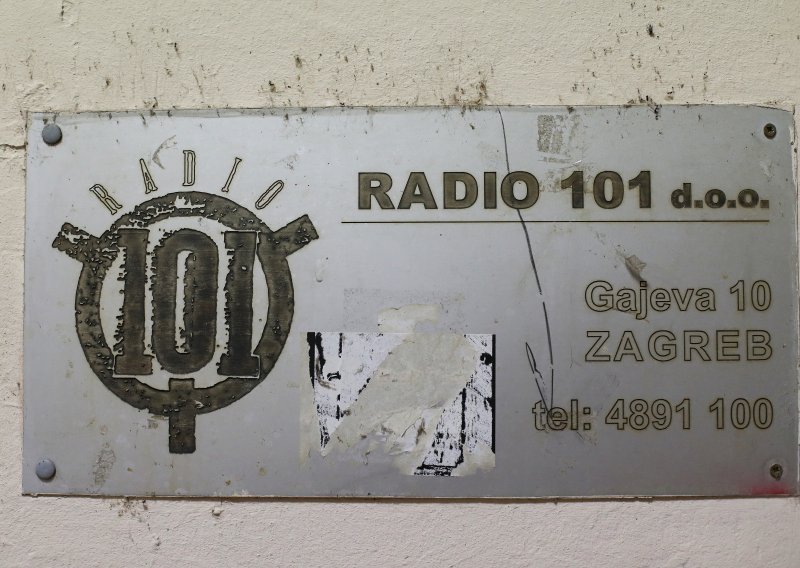 RADIO
101
RADIO 101 d.o.o.
Gajeva 10
ZAGREB
tel: 4891 100